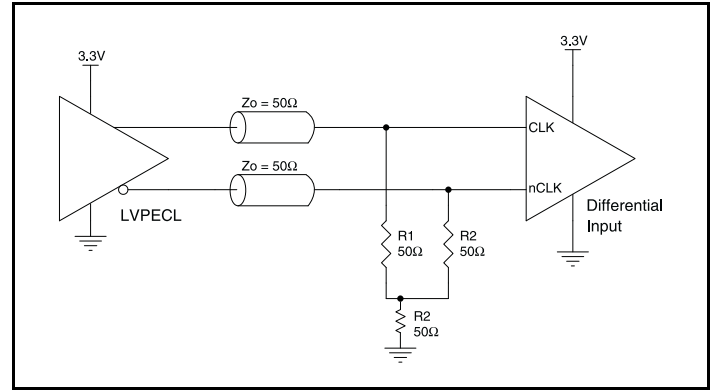 3.3V
3.3V
Zo = 50Ω
CLK
Zo = 50Ω
nCLK
LVPECL
Differential
Input
R1
50Ω
R2
50Ω
R2
50Ω